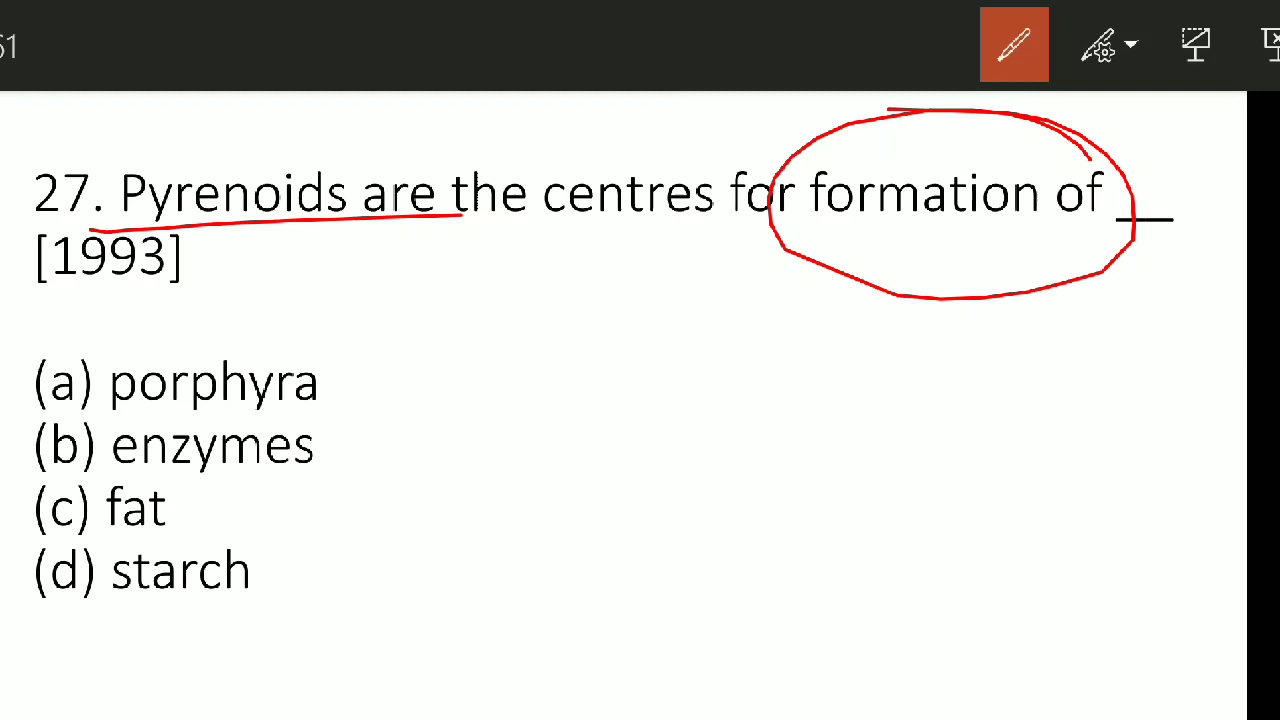 61
27. Pyrenoids are the centres for formation of __
[1993]
(a) porphyra
(b) enzymes
(c) fat
(d) starch